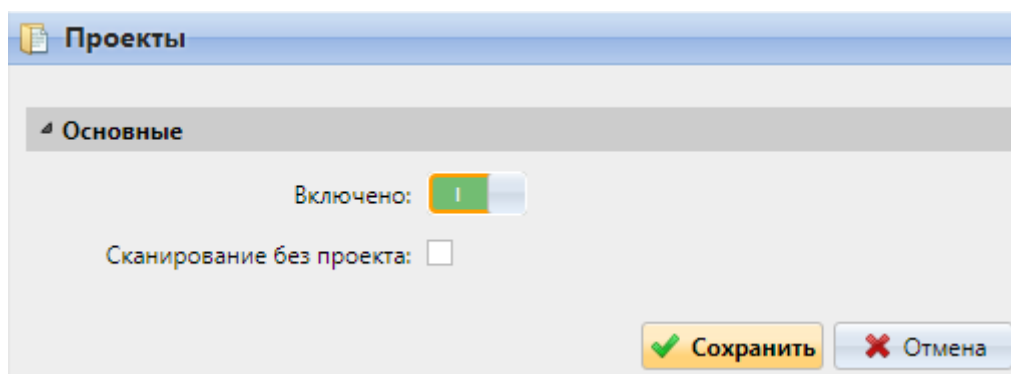 Проекты
Основные
Включено: I
Сканирование без проекта:
Сохранить Отмена